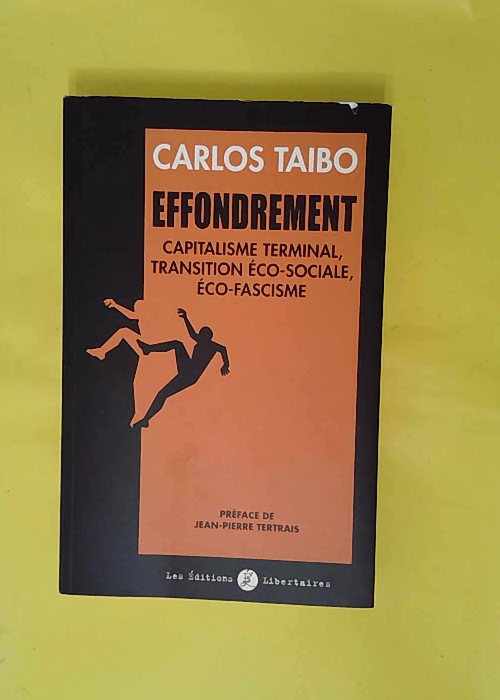 CARLOS TAIBO
EFFONDREMENT
CAPITALISME TERMINAL,
TRANSITION ÉCO-SOCIALE,
ÉCO-FASCISME
PRÉFACE DE
JEAN-PIERRE TERTRAIS
Les Éditions Libertaires